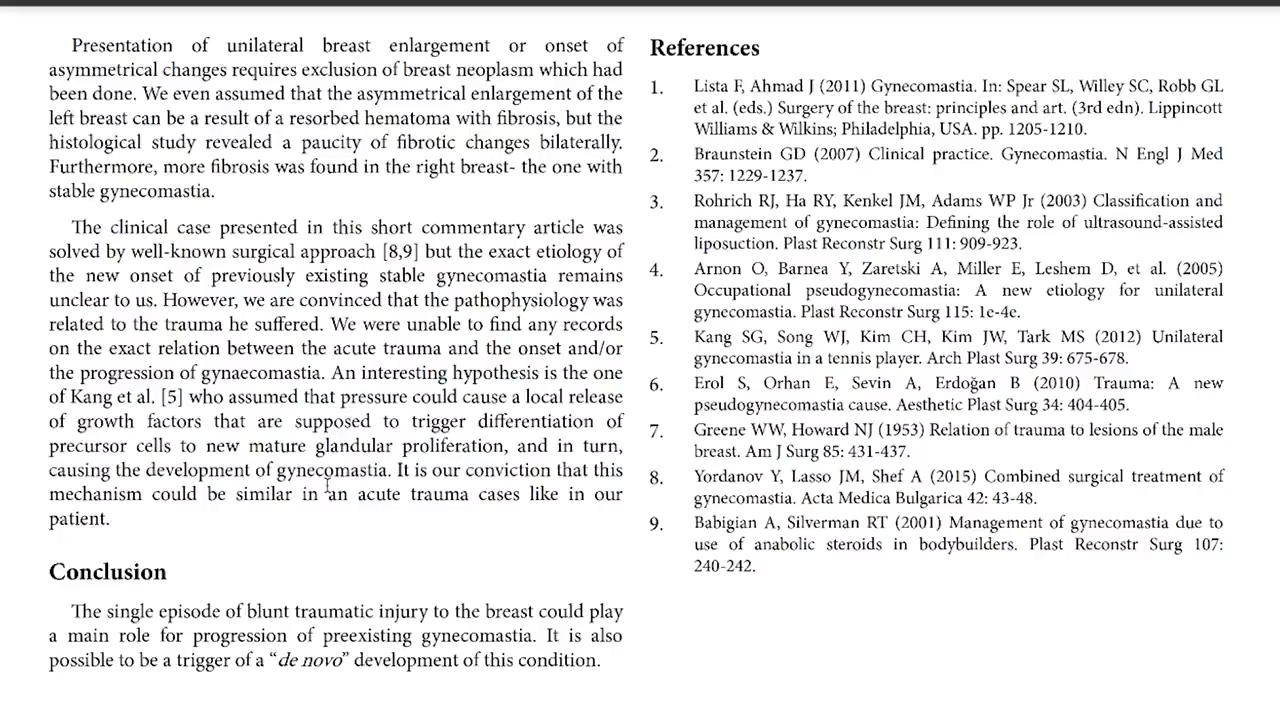 Presentation of unilateral breast enlargement or onset of
asymmetrical changes requires exclusion of breast neoplasm which had
been done. We even assumed that the asymmetrical enlargement of the
left breast can be a result of a resorbed hematoma with fibrosis, but the
histological study revealed a paucity of fibrotic changes bilaterally.
Furthermore, more fibrosis was found in the right breast- the one with
stable gynecomastia.
The clinical case presented in this short commentary article was
solved by well-known surgical approach [8,9] but the exact etiology of
the new onset of previously existing stable gynecomastia remains
unclear to us. However, we are convinced that the pathophysiology was
related to the trauma he suffered. We were unable to find any records
on the exact relation between the acute trauma and the onset and/or
the progression of gynaecomastia. An interesting hypothesis is the one
of Kang et al. [5] who assumed that pressure could cause a local release
of growth factors that are supposed to trigger differentiation of
precursor cells to new mature glandular proliferation, and in turn,
causing the development of gynecomastia. It is our conviction that this
mechanism could be similar in an acute trauma cases like in our
patient.
Conclusion
The single episode of blunt traumatic injury to the breast could play
a main role for progression of preexisting gynecomastia. It is also
possible to be a trigger of a “de novo” development of this condition.
References
1. Lista F, Ahmad J (2011) Gynecomastia. In: Spear SL, Willey SC, Robb GL
et al. (eds.) Surgery of the breast: principles and art. (3rd edn). Lippincott
Williams & Wilkins; Philadelphia, USA. pp. 1205-1210.
2. Braunstein GD (2007) Clinical practice. Gynecomastia. N Engl J Med
357: 1229-1237.
3. Rohrich RJ, Ha RY, Kenkel JM, Adams WP Jr (2003) Classification and
management of gynecomastia: Defining the role of ultrasound-assisted
liposuction. Plast Reconstr Surg 111: 909-923.
4. Arnon O, Barnea Y, Zaretski A, Miller E, Leshem D, et al. (2005)
Occupational pseudogynecomastia: A new etiology for unilateral
gynecomastia. Plast Reconstr Surg 115: 1e-4e.
5. Kang SG, Song WJ, Kim CH, Kim JW, Tark MS (2012) Unilateral
gynecomastia in a tennis player. Arch Plast Surg 39: 675-678.
6. Erol S, Orhan E, Sevin A, Erdoğan B (2010) Trauma: A new
pseudogynecomastia cause. Aesthetic Plast Surg 34: 404-405.
7. Greene WW, Howard NJ (1953) Relation of trauma to lesions of the male
breast. Am J Surg 85: 431-437.
8. Yordanov Y, Lasso JM, Shef A (2015) Combined surgical treatment of
gynecomastia. Acta Medica Bulgarica 42: 43-48.
9. Babigian A, Silverman RT (2001) Management of gynecomastia due to
use of anabolic steroids in bodybuilders. Plast Reconstr Surg 107:
240-242.